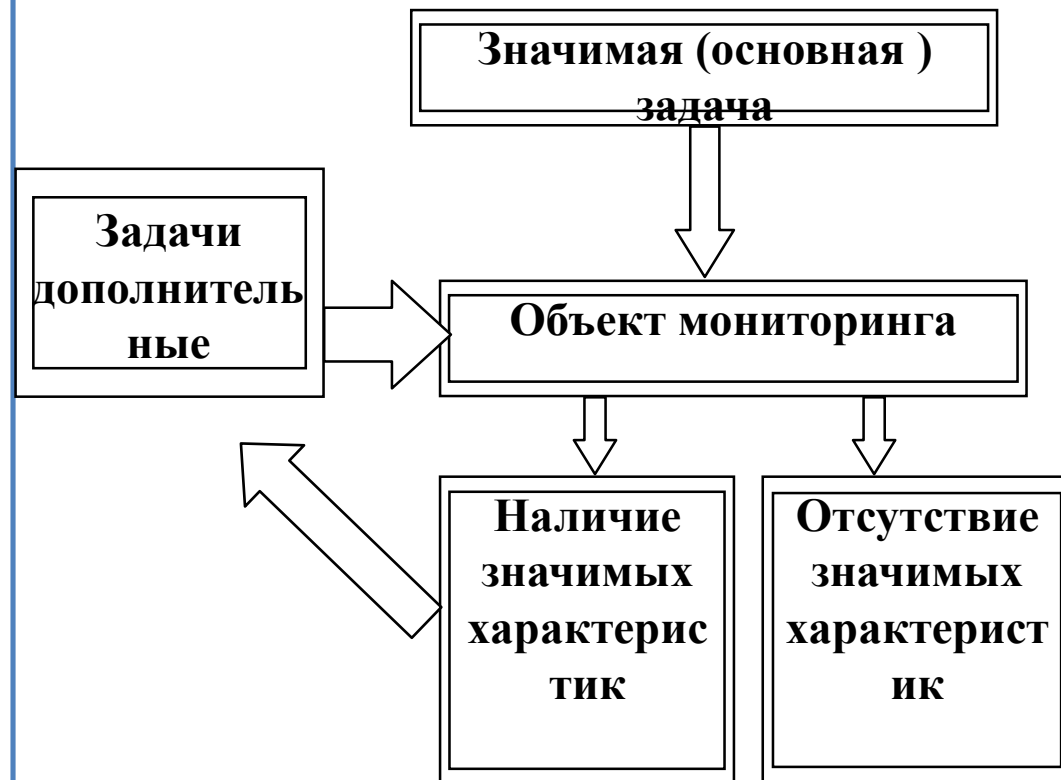 Значимая (основная )
задача
Задачи
дополнитель
ные
Объект мониторинга
Наличие
значимых
характерис
тик
Отсутствие
значимых
характерист
ик